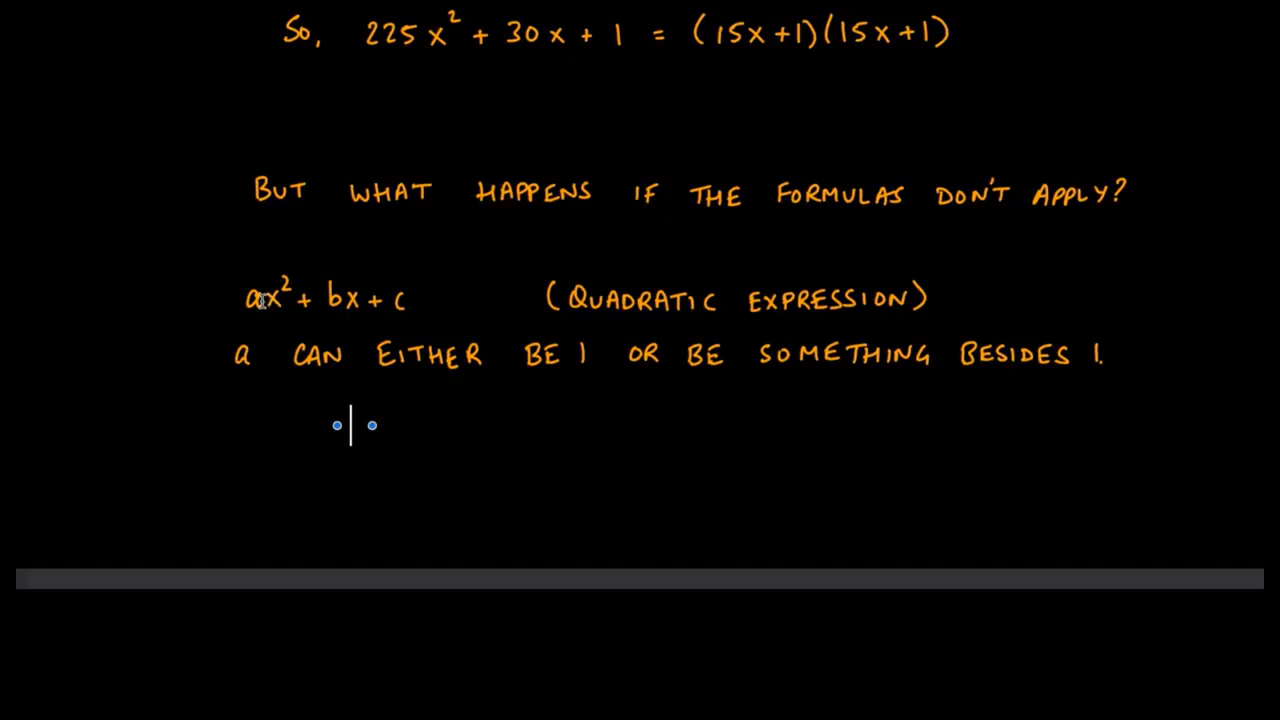 So, 225x² + 30x + 1 = (15x+1)(15x+1)
BUT WHAT HAPPENS IF THE FORMULAS DON'T APPLY?
ax² + bx + c (QUADRATIC EXPRESSION)
a CAN EITHER BE 1 OR BE SOMETHING BESIDES 1.